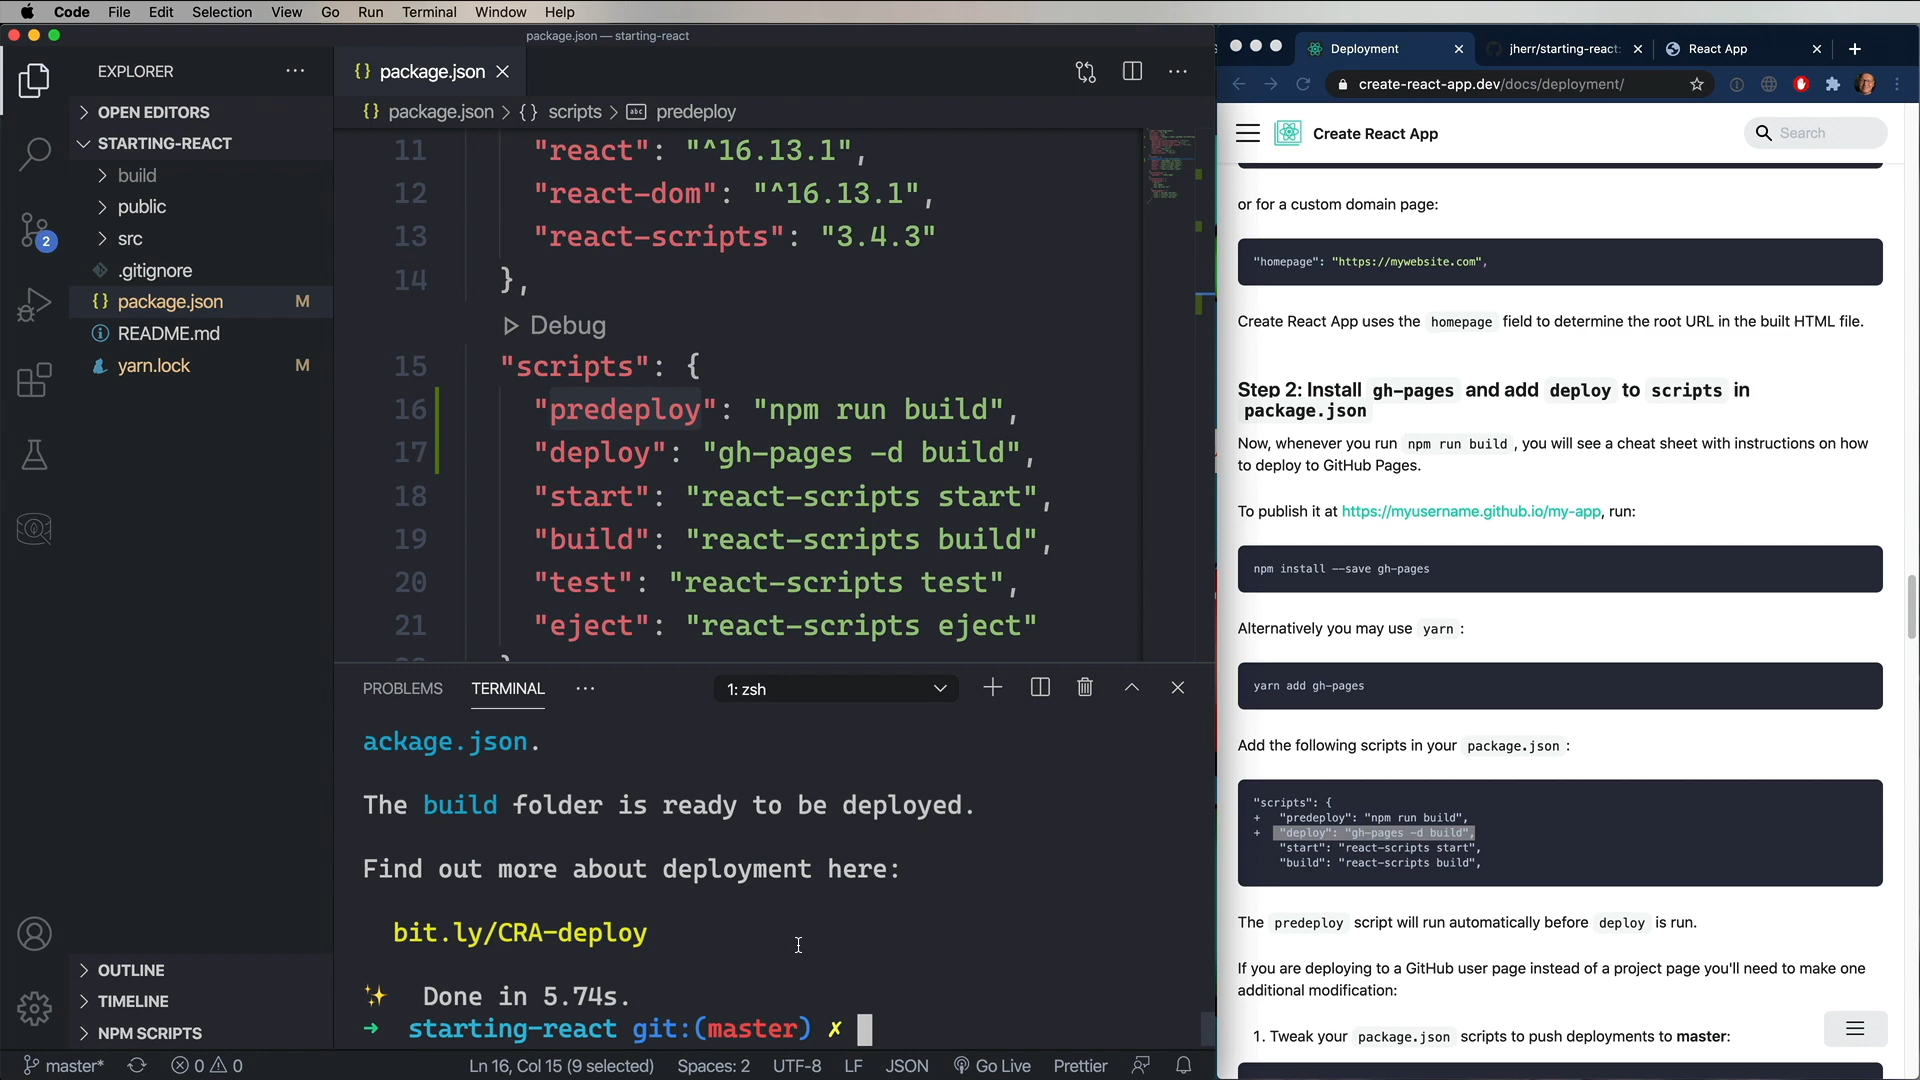 Code File Edit Selection View Go Run Terminal Window Help
package.json — starting-react
EXPLORER
OPEN EDITORS
STARTING-REACT
build
public
src
.gitignore
package.json M
README.md
yarn.lock M
2
OUTLINE
TIMELINE
NPM SCRIPTS
{} package.json
{} package.json > {} scripts > abc predeploy
11 "react": "^16.13.1",
12 "react-dom": "^16.13.1",
13 "react-scripts": "3.4.3"
14 },
Debug
15 "scripts": {
16 "predeploy": "npm run build",
17 "deploy": "gh-pages -d build",
18 "start": "react-scripts start",
19 "build": "react-scripts build",
20 "test": "react-scripts test",
21 "eject": "react-scripts eject"
PROBLEMS TERMINAL ··· 1: zsh
ackage.json.
The build folder is ready to be deployed.
Find out more about deployment here:
bit.ly/CRA-deploy
✨ Done in 5.74s.
→ starting-react git:(master) ✗
master* 0 0 Ln 16, Col 15 (9 selected) Spaces: 2 UTF-8 LF JSON Go Live Prettier
Deployment jherr/starting-react: React App
create-react-app.dev/docs/deployment/
Create React App Search
or for a custom domain page:
"homepage": "https://mywebsite.com",
Create React App uses the homepage field to determine the root URL in the built HTML file.
Step 2: Install gh-pages and add deploy to scripts in
package.json
Now, whenever you run npm run build , you will see a cheat sheet with instructions on how
to deploy to GitHub Pages.
To publish it at https://myusername.github.io/my-app, run:
npm install --save gh-pages
Alternatively you may use yarn :
yarn add gh-pages
Add the following scripts in your package.json :
"scripts": {
+ "predeploy": "npm run build",
+ "deploy": "gh-pages -d build",
"start": "react-scripts start",
"build": "react-scripts build",
The predeploy script will run automatically before deploy is run.
If you are deploying to a GitHub user page instead of a project page you'll need to make one
additional modification:
1. Tweak your package.json scripts to push deployments to master: